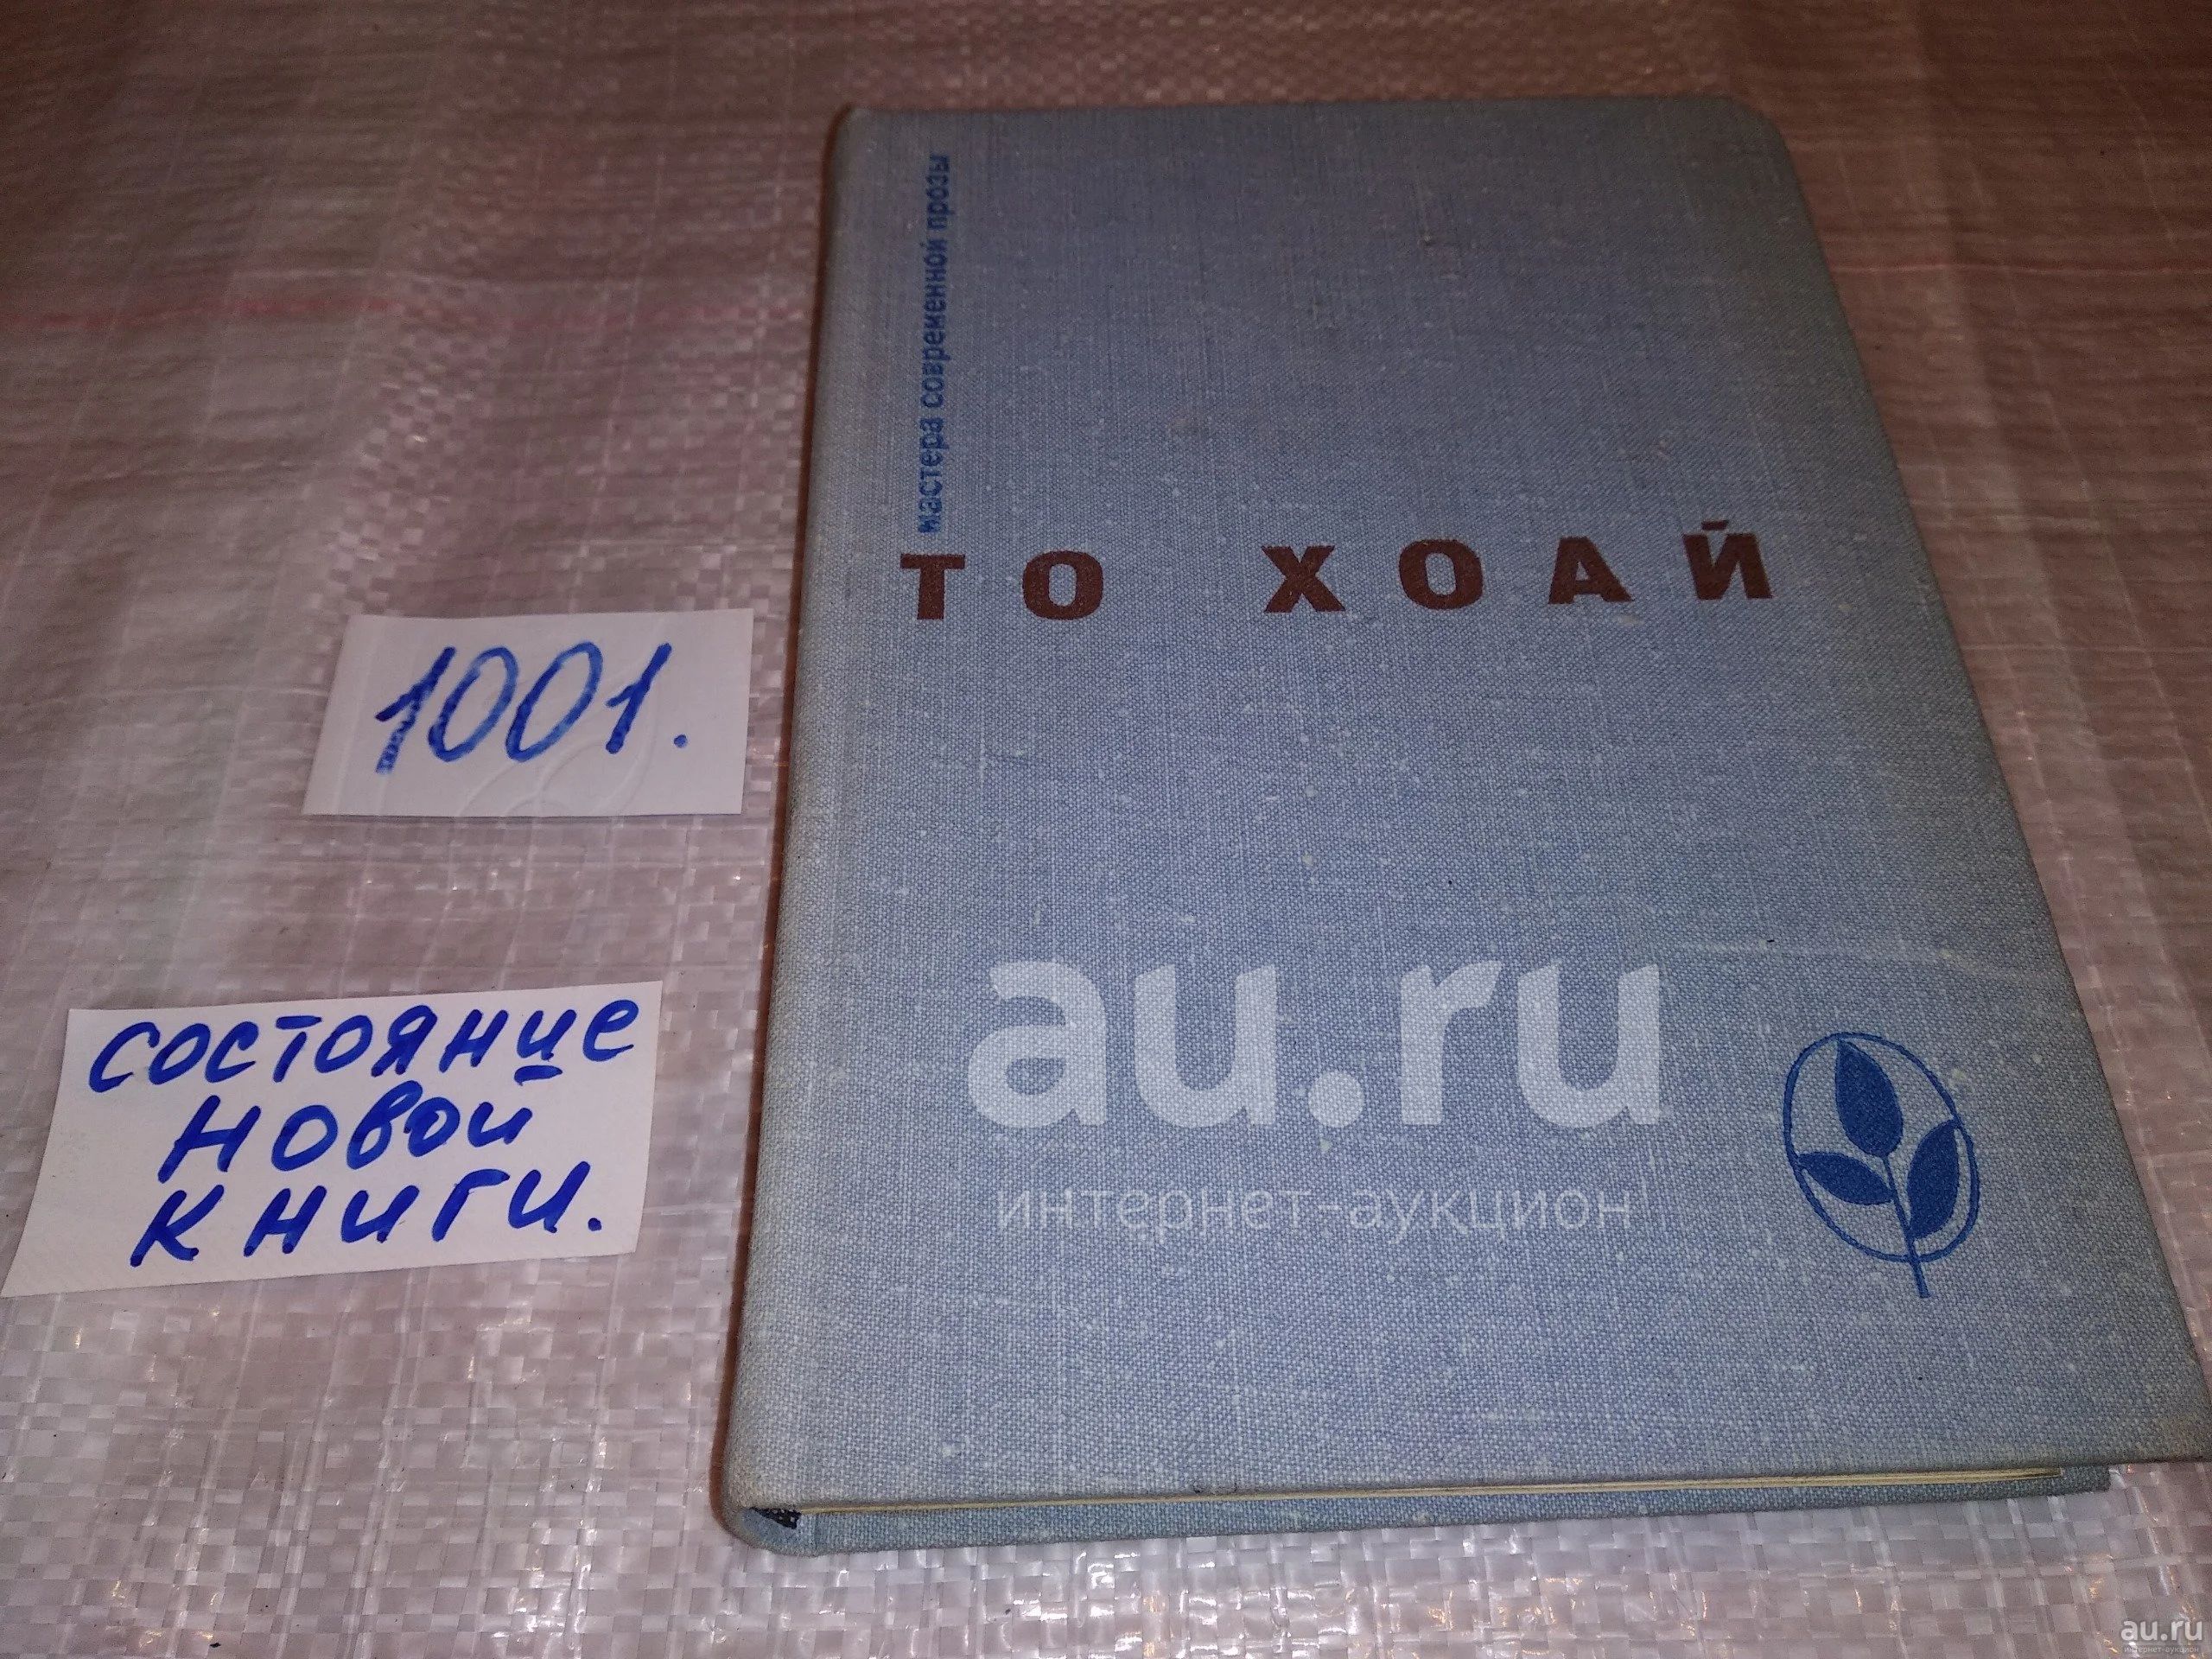 мастера современной прозы
ТО ХОАЙ
1001.
состояние
новой
книги.
au.ru
интернет-аукцион
au.ru
интернет-аукцион